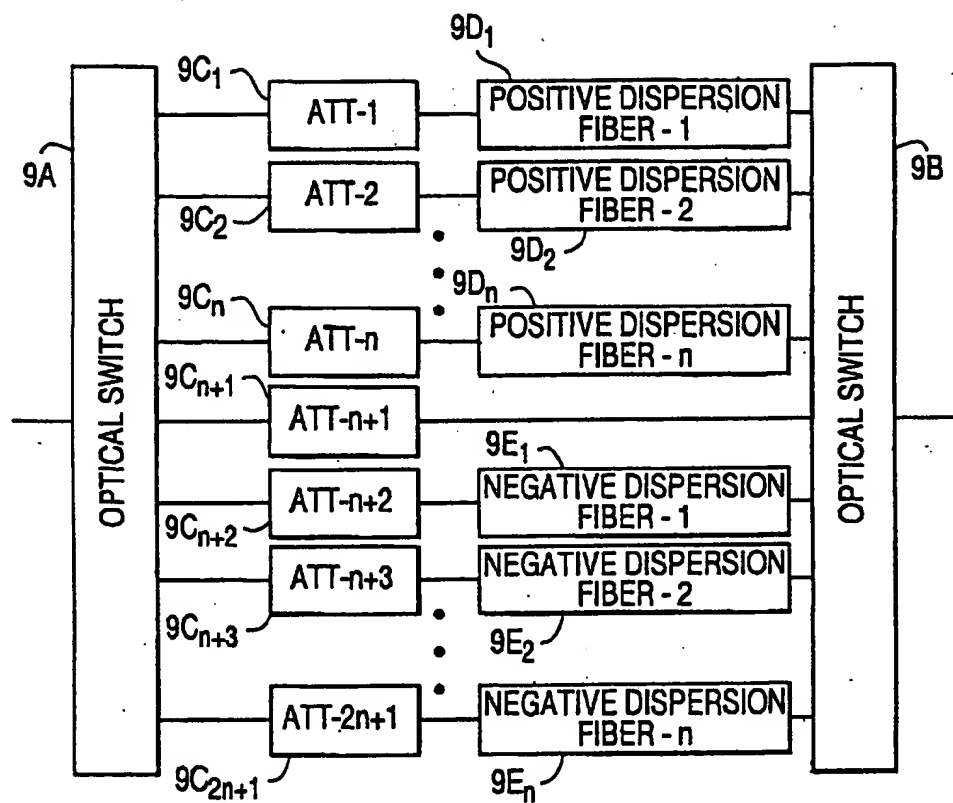 9D₁
9C₁
ATT-1
POSITIVE DISPERSION
FIBER - 1
9A
9B
ATT-2
POSITIVE DISPERSION
FIBER - 2
9C₂
9D₂
9Cₙ
9Dₙ
ATT-n
POSITIVE DISPERSION
FIBER - n
OPTICAL SWITCH
OPTICAL SWITCH
9Cₙ₊₁
ATT-n+1
9E₁
ATT-n+2
NEGATIVE DISPERSION
FIBER - 1
9Cₙ₊₂
ATT-n+3
NEGATIVE DISPERSION
FIBER - 2
9Cₙ₊₃
9E₂
ATT-2n+1
NEGATIVE DISPERSION
FIBER - n
9C₂ₙ₊₁
9Eₙ